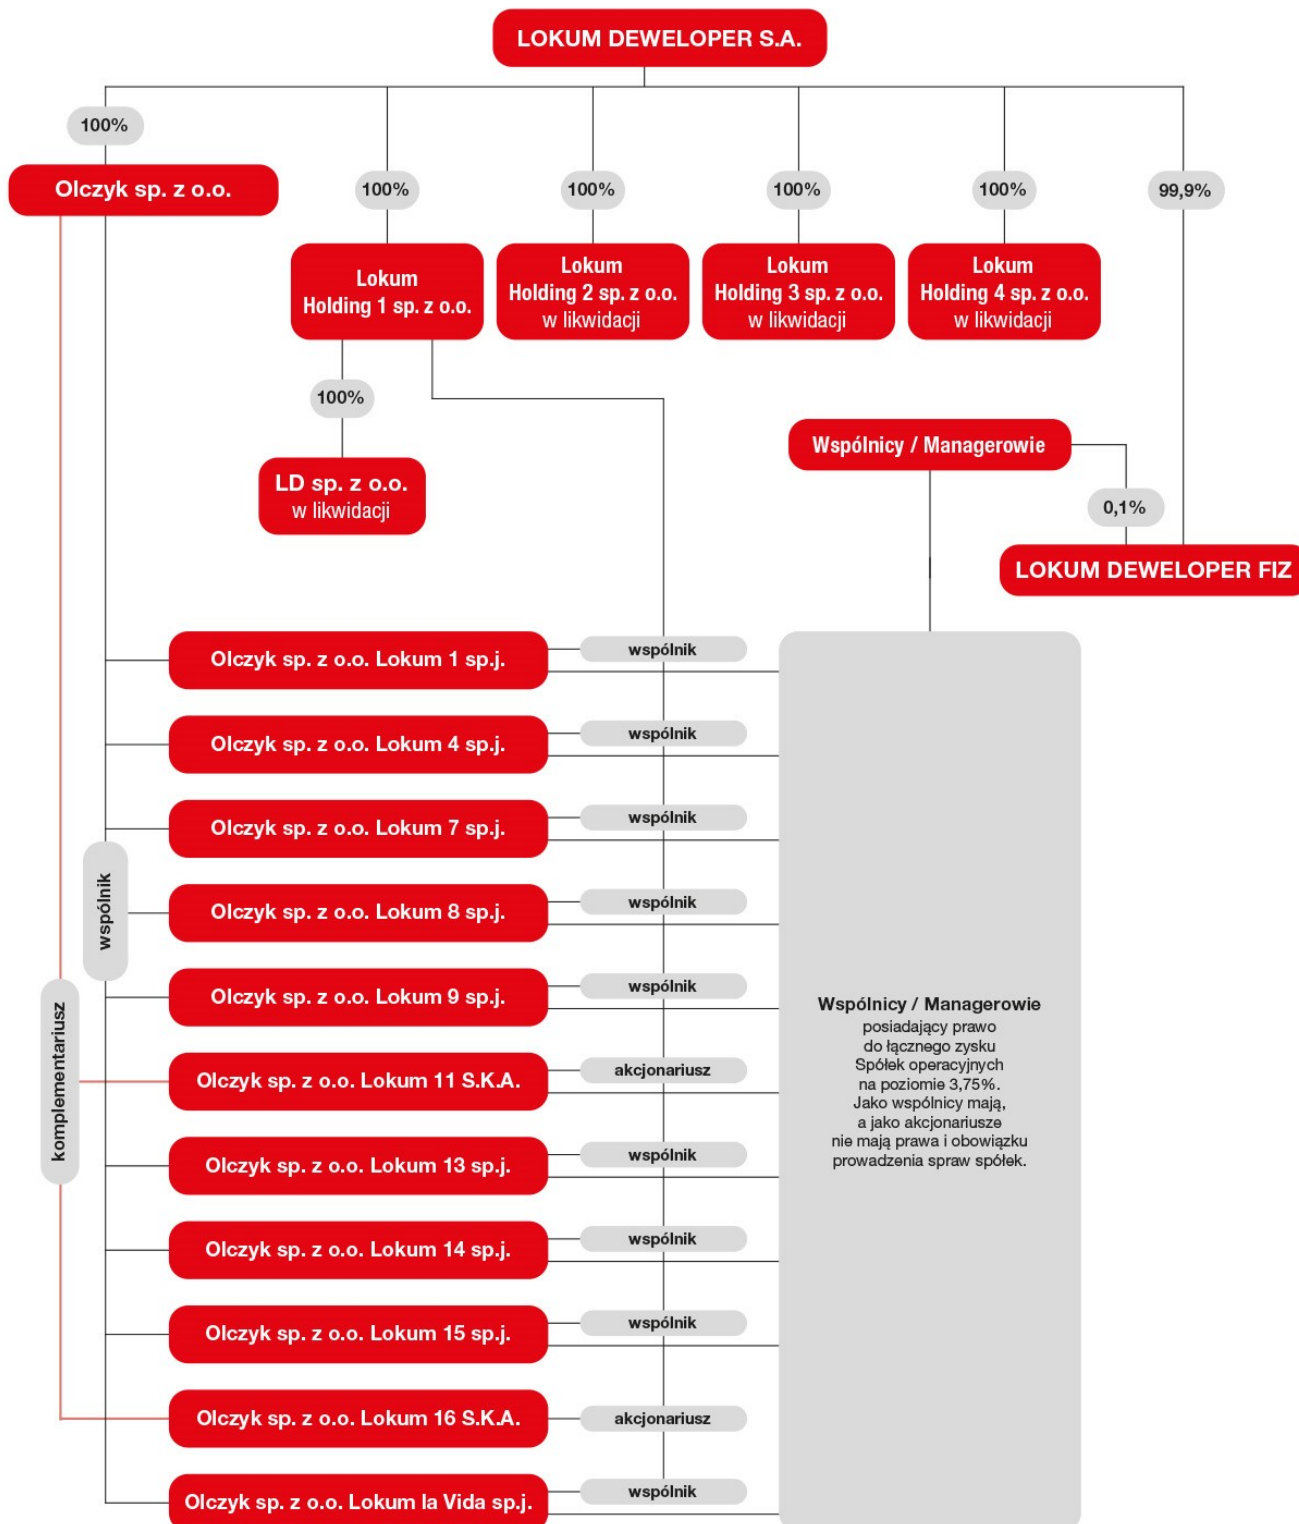 LOKUM DEWELOPER S.A.
100%
Olczyk sp. z o.o.
100%
100%
100%
100%
99,9%
Lokum
Holding 1 sp. z o.o.
Lokum
Holding 2 sp. z o.o.
w likwidacji
Lokum
Holding 3 sp. z o.o.
w likwidacji
Lokum
Holding 4 sp. z o.o.
w likwidacji
100%
LD sp. z o.o.
w likwidacji
Wspólnicy / Managerowie
0,1%
LOKUM DEWELOPER FIZ
wspólnik
komplementariusz
Olczyk sp. z o.o. Lokum 1 sp.j.
wspólnik
Olczyk sp. z o.o. Lokum 4 sp.j.
wspólnik
Olczyk sp. z o.o. Lokum 7 sp.j.
wspólnik
Olczyk sp. z o.o. Lokum 8 sp.j.
wspólnik
Olczyk sp. z o.o. Lokum 9 sp.j.
wspólnik
Olczyk sp. z o.o. Lokum 11 S.K.A.
akcjonariusz
Olczyk sp. z o.o. Lokum 13 sp.j.
wspólnik
Olczyk sp. z o.o. Lokum 14 sp.j.
wspólnik
Olczyk sp. z o.o. Lokum 15 sp.j.
wspólnik
Olczyk sp. z o.o. Lokum 16 S.K.A.
akcjonariusz
Olczyk sp. z o.o. Lokum la Vida sp.j.
wspólnik
Wspólnicy / Managerowie
posiadający prawo
do łącznego zysku
Spółek operacyjnych
na poziomie 3,75%.
Jako wspólnicy mają,
a jako akcjonariusze
nie mają prawa i obowiązku
prowadzenia spraw spółek.